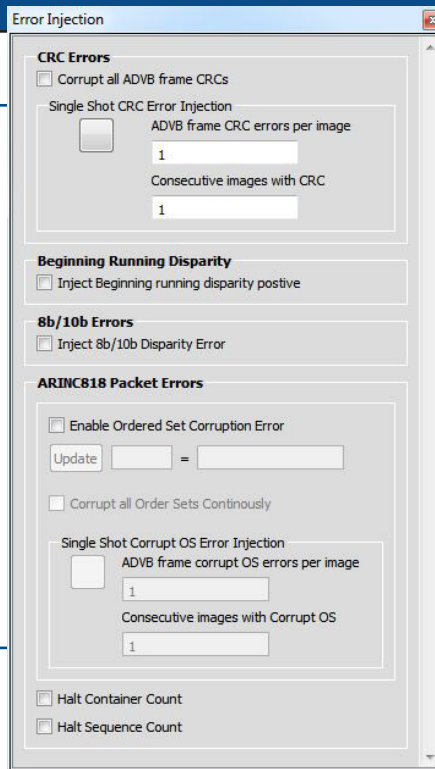 Error Injection
CRC Errors
Corrupt all ADVB frame CRCs
Single Shot CRC Error Injection
ADVB frame CRC errors per image
1
Consecutive images with CRC
1
Beginning Running Disparity
Inject Beginning running disparity postive
8b/10b Errors
Inject 8b/10b Disparity Error
ARINC818 Packet Errors
Enable Ordered Set Corruption Error
Update =
Corrupt all Order Sets Continously
Single Shot Corrupt OS Error Injection
ADVB frame corrupt OS errors per image
1
Consecutive images with Corrupt OS
1
Halt Container Count
Halt Sequence Count